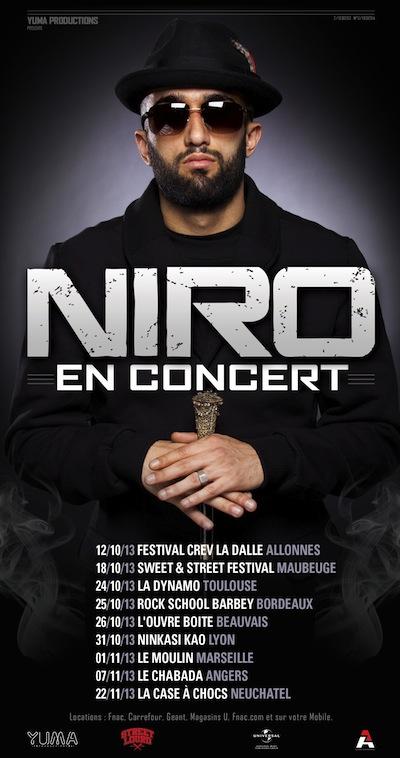 YUMA PRODUCTIONS
PRÉSENTE
NIRO
EN CONCERT
12/10/13 FESTIVAL CREV LA DALLE ALLONNES
18/10/13 SWEET & STREET FESTIVAL MAUBEUGE
24/10/13 LA DYNAMO TOULOUSE
25/10/13 ROCK SCHOOL BARBEY BORDEAUX
26/10/13 L'OUVRE BOITE BEAUVAIS
31/10/13 NINKASI KAO LYON
01/11/13 LE MOULIN MARSEILLE
07/11/13 LE CHABADA ANGERS
22/11/13 LA CASE À CHOCS NEUCHATEL
Locations : Fnac, Carrefour, Geant, Magasins U, Fnac.com et sur votre Mobile.
YUMA
STREET LOURD
UNIVERSAL